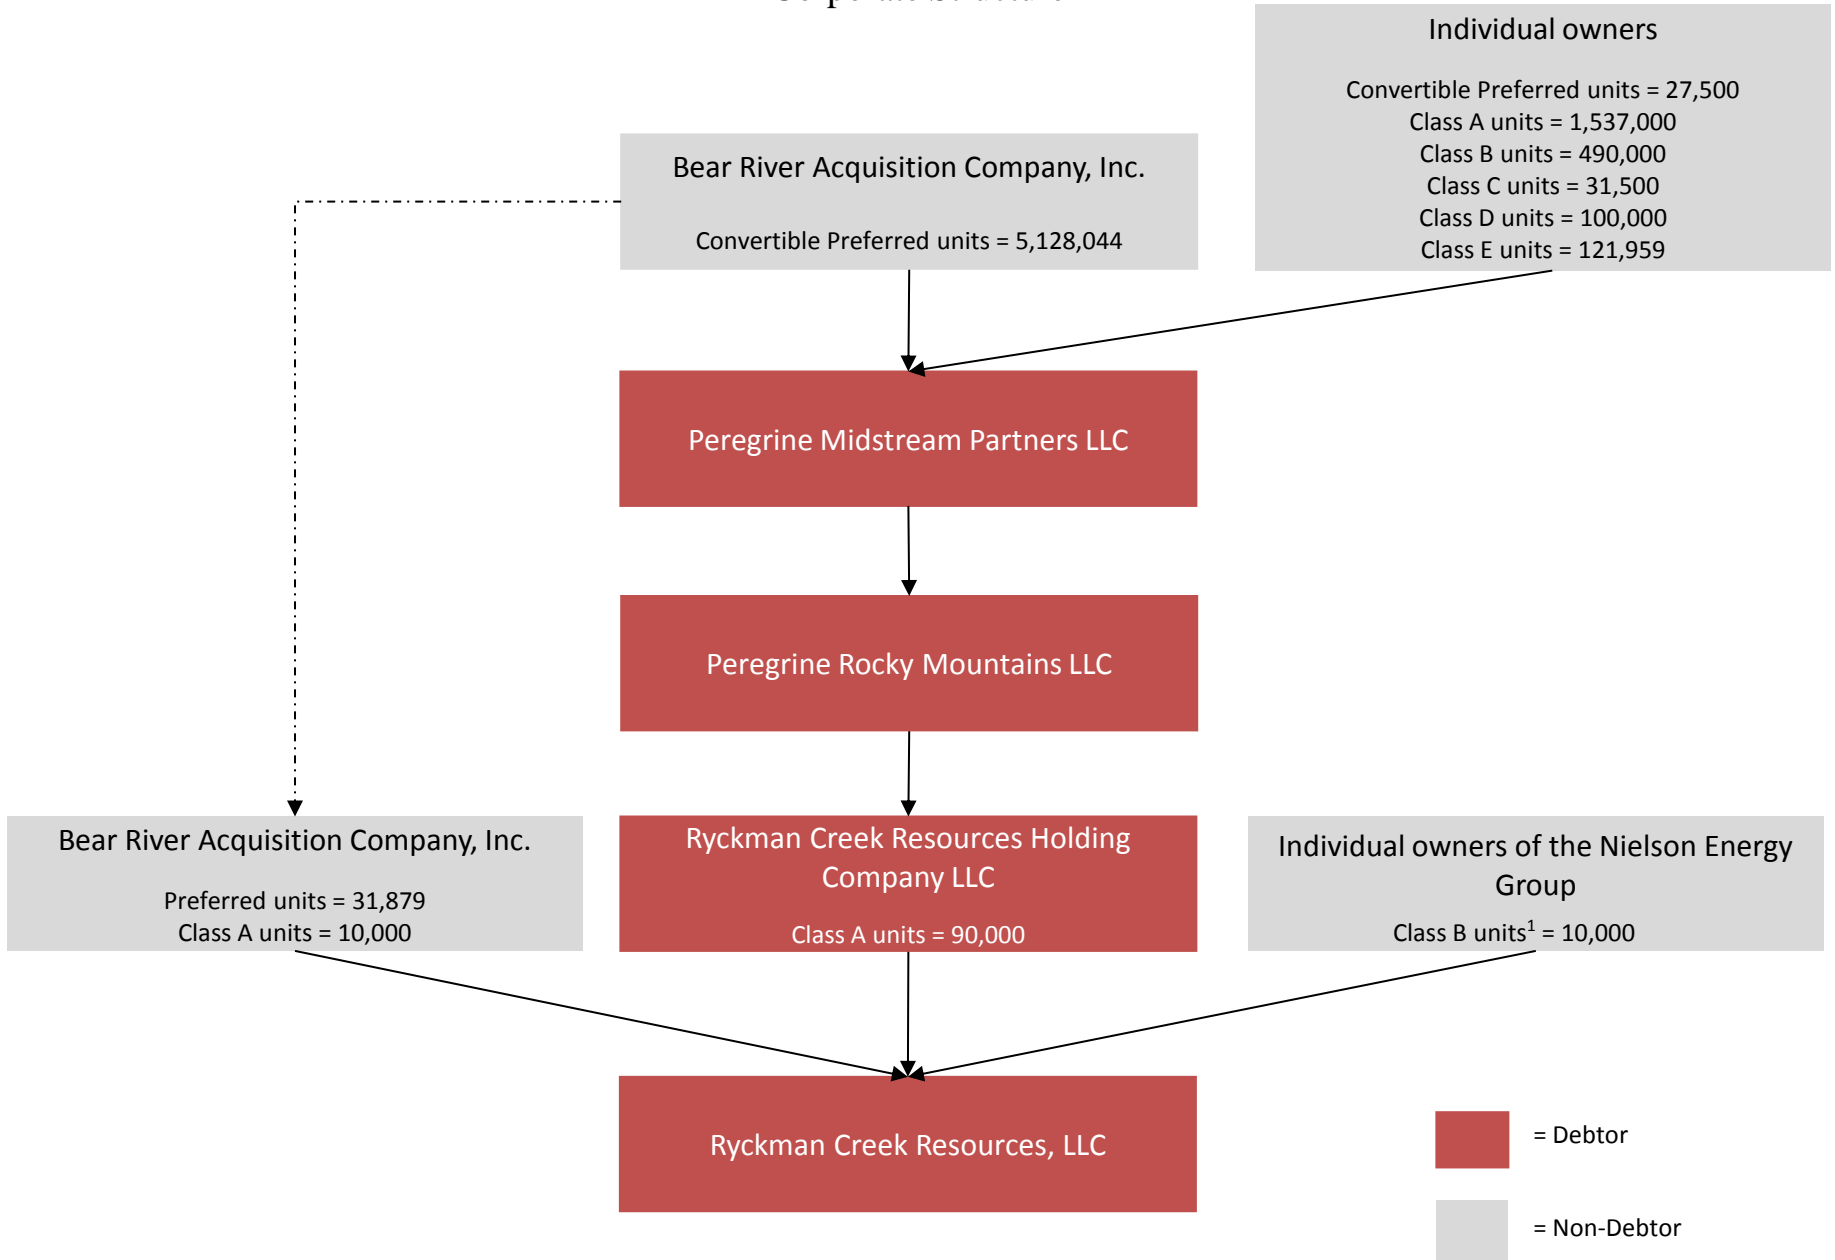 Corporate Structure
Individual owners
Convertible Preferred units = 27,500
Class A units = 1,537,000
Class B units = 490,000
Class C units = 31,500
Class D units = 100,000
Class E units = 121,959
Bear River Acquisition Company, Inc.
Convertible Preferred units = 5,128,044
Peregrine Midstream Partners LLC
Peregrine Rocky Mountains LLC
Bear River Acquisition Company, Inc.
Preferred units = 31,879
Class A units = 10,000
Ryckman Creek Resources Holding
Company LLC
Class A units = 90,000
Individual owners of the Nielson Energy
Group
Class B units¹ = 10,000
Ryckman Creek Resources, LLC
= Debtor
= Non-Debtor